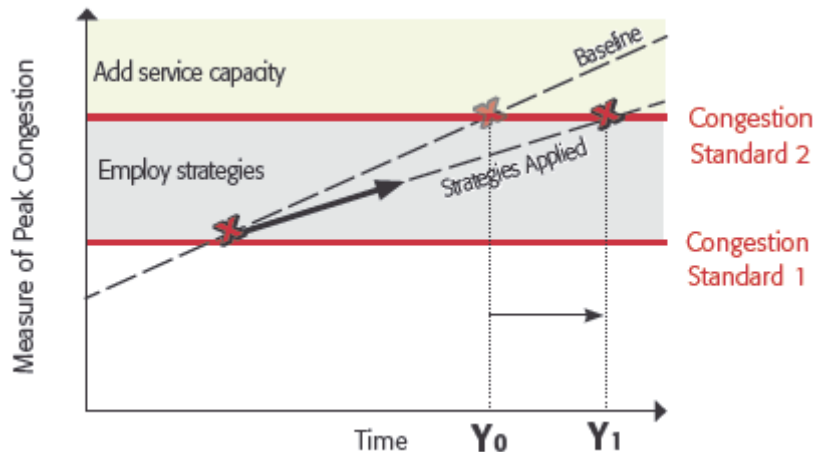 Measure of Peak Congestion
Add service capacity
Baseline
Congestion
Standard 2
Employ strategies
Strategies Applied
Congestion
Standard 1
Time
Y0
Y1